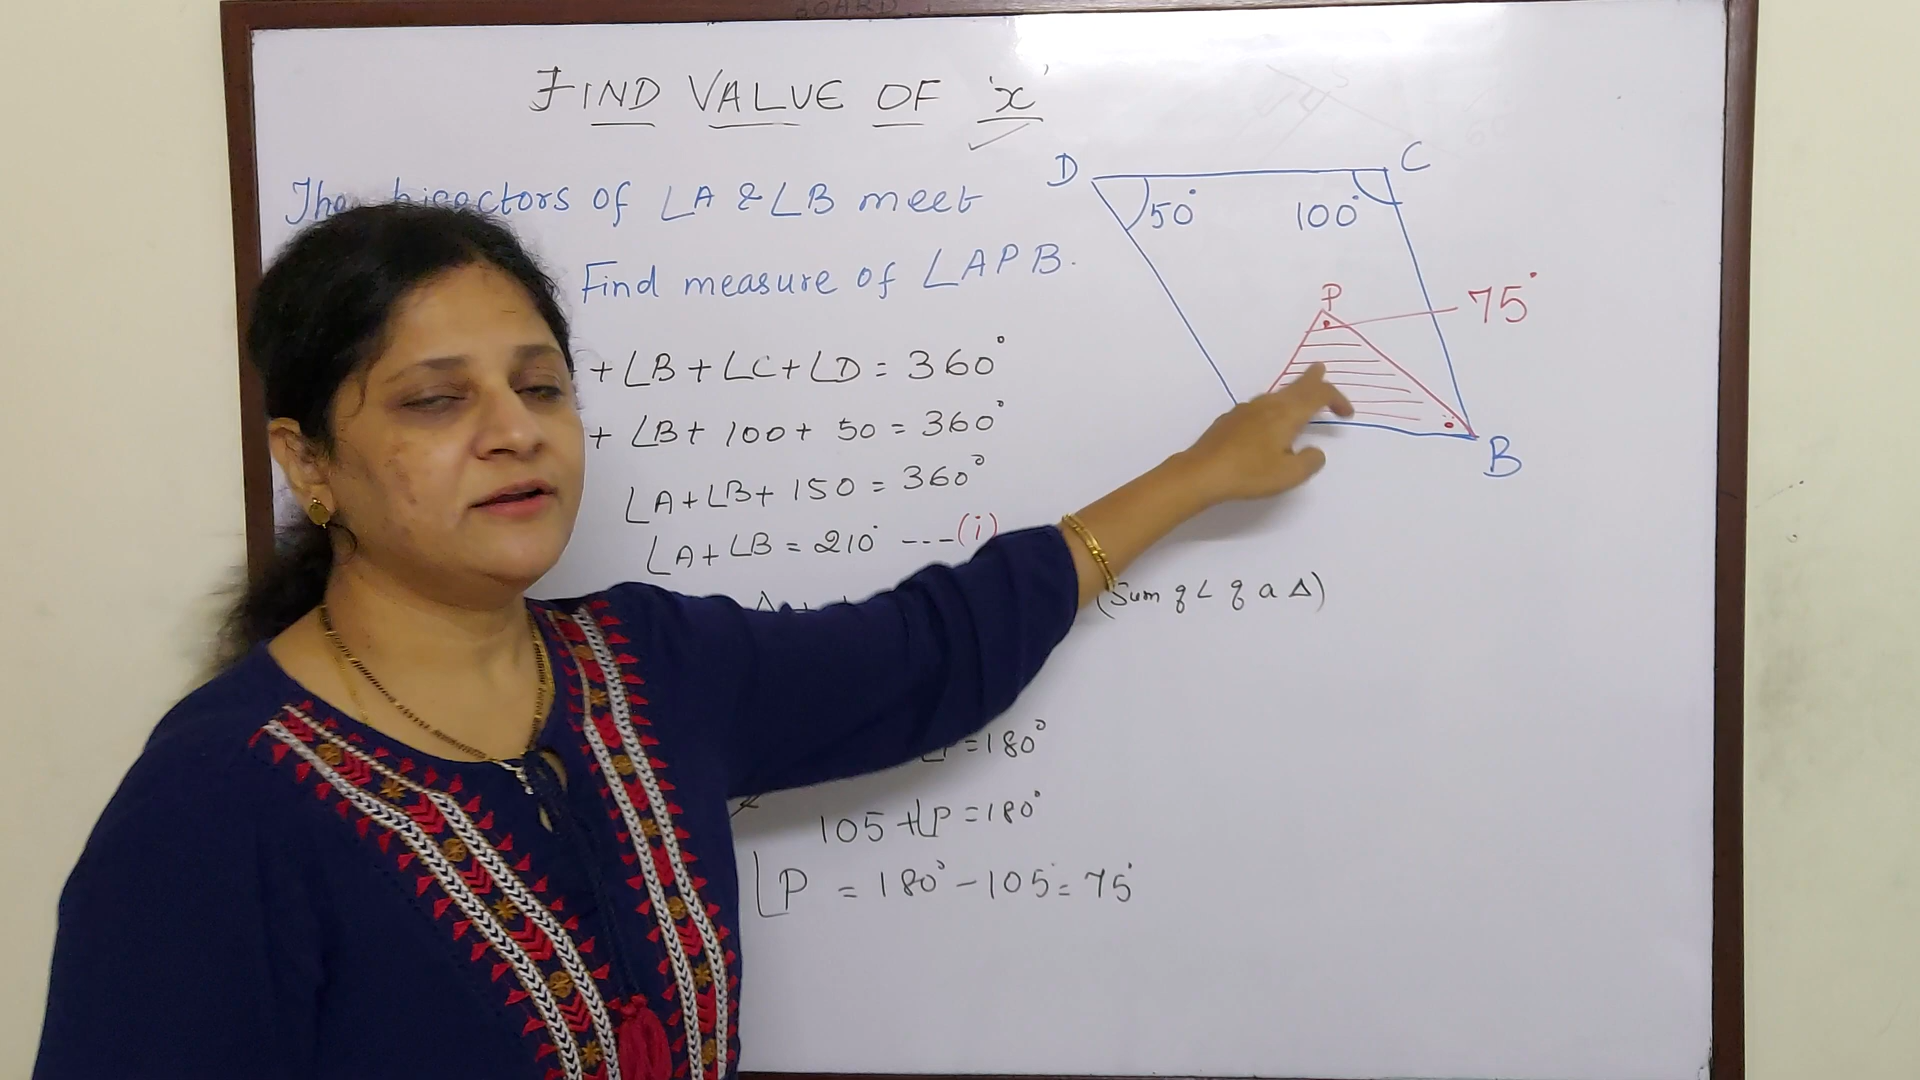 BOARD
FIND VALUE OF 'x'
The bisectors of ∠A & ∠B meet
Find measure of ∠APB.
+ ∠B + ∠C + ∠D = 360°
+ ∠B + 100 + 50 = 360°
∠A + ∠B + 150 = 360°
∠A + ∠B = 210° ---(i)
(Sum of ∠ of a Δ)
= 180°
105 + ∠P = 180°
∠P = 180° - 105° = 75°
D
C
50°
100°
P
75°
B